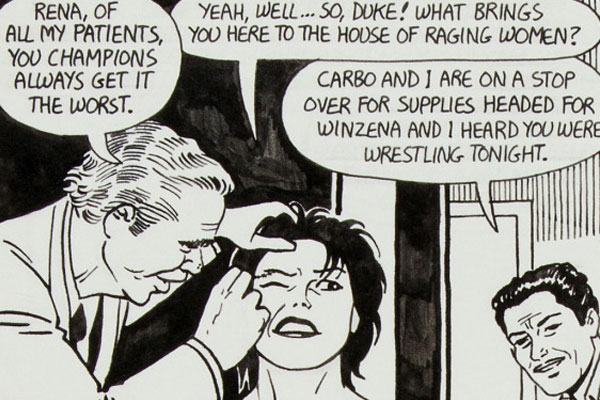 RENA, OF
ALL MY PATIENTS,
YOU CHAMPIONS
ALWAYS GET IT
THE WORST.
YEAH, WELL... SO, DUKE! WHAT BRINGS
YOU HERE TO THE HOUSE OF RAGING WOMEN?
CARBO AND I ARE ON A STOP
OVER FOR SUPPLIES HEADED FOR
WINZENA AND I HEARD YOU WERE
WRESTLING TONIGHT.